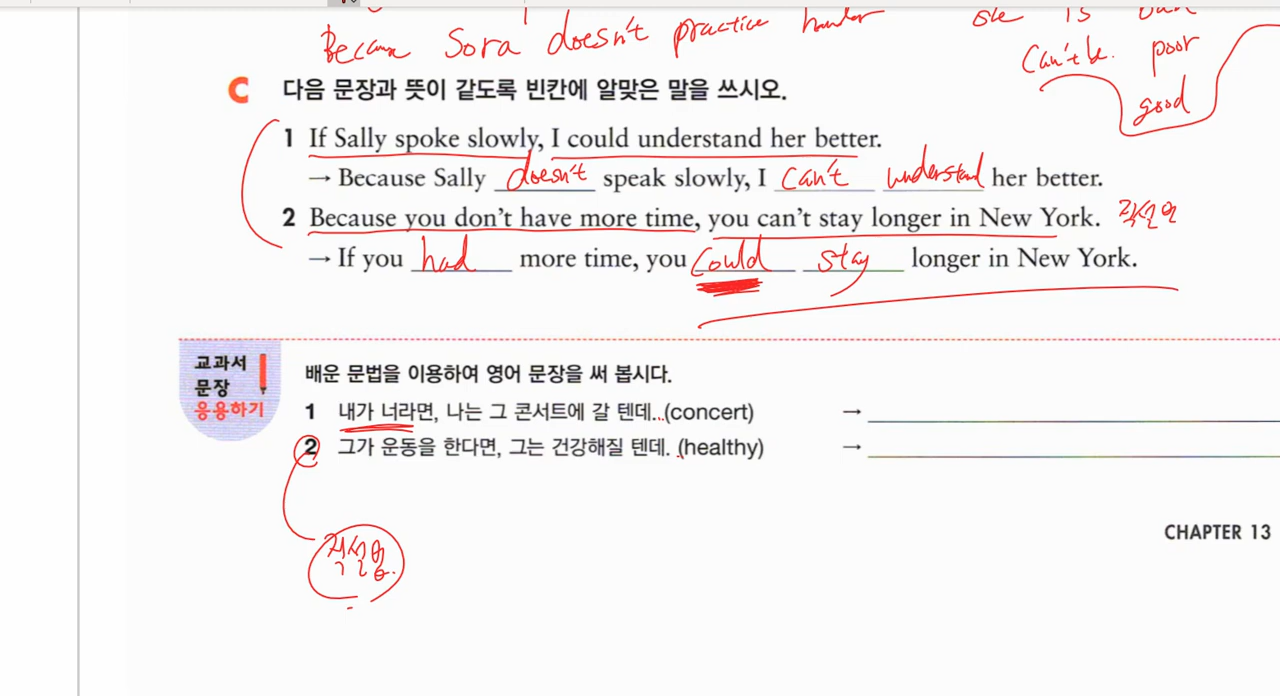 Because Sora doesn't practice harder
she is
can't be. poor
good
C 다음 문장과 뜻이 같도록 빈칸에 알맞은 말을 쓰시오.
1 If Sally spoke slowly, I could understand her better.
→ Because Sally doesn't speak slowly, I can't understand her better.
2 Because you don't have more time, you can't stay longer in New York. 직설법
→ If you had more time, you could stay longer in New York.
교과서
문장
응용하기
배운 문법을 이용하여 영어 문장을 써 봅시다.
1 내가 너라면, 나는 그 콘서트에 갈 텐데..(concert) →
2 그가 운동을 한다면, 그는 건강해질 텐데. (healthy) →
직설법
CHAPTER 13